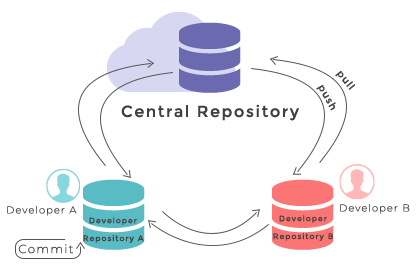 pull
push
Central Repository
Developer A
Developer
Repository A
Developer B
Developer
Repository B
Commit